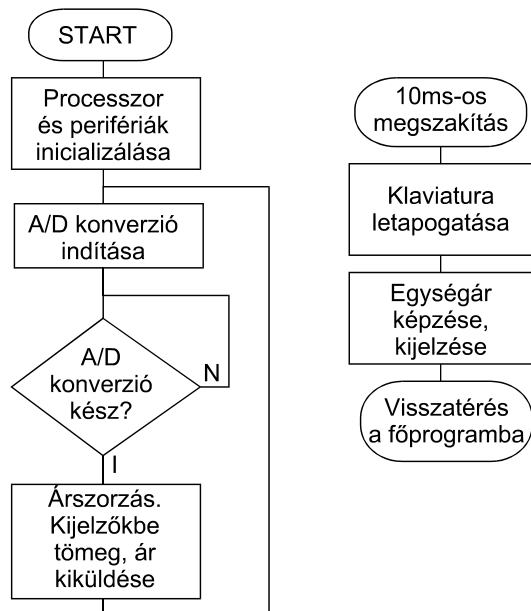 START
Processzor
és perifériák
inicializálása
A/D konverzió
indítása
A/D
konverzió
kész?
N
I
Árszorzás.
Kijelzőkbe
tömeg, ár
kiküldése
10ms-os
megszakítás
Klaviatura
letapogatása
Egységár
képzése,
kijelzése
Visszatérés
a főprogramba